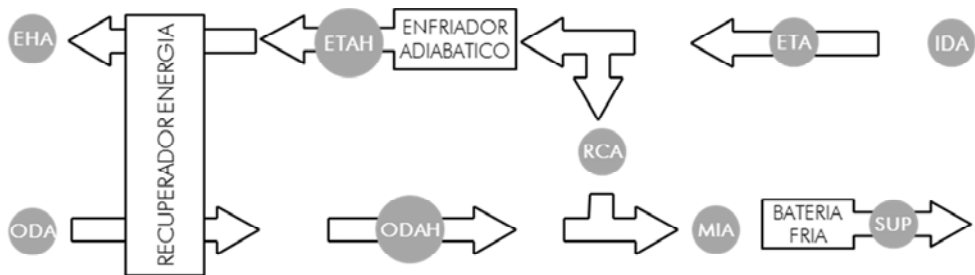 EHA
RECUPERADOR ENERGIA
ETAH
ENFRIADOR
ADIABATICO
ETA
IDA
RCA
ODA
ODAH
MIA
BATERIA
FRIA
SUP